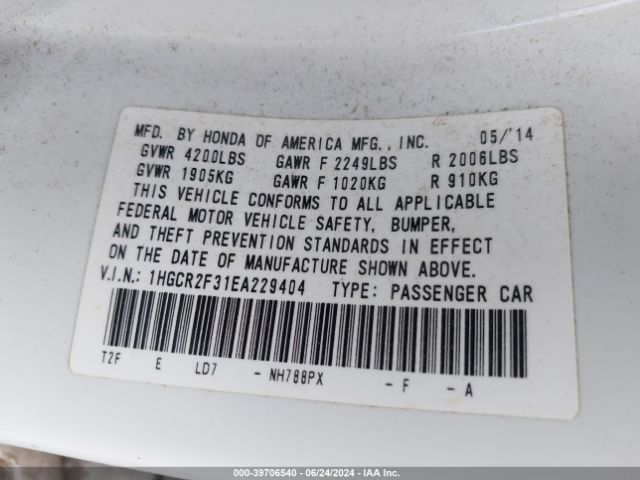 MFD. BY HONDA OF AMERICA MFG., INC. 05/'14
GVWR 4200LBS GAWR F 2249LBS R 2006LBS
GVWR 1905KG GAWR F 1020KG R 910KG
THIS VEHICLE CONFORMS TO ALL APPLICABLE
FEDERAL MOTOR VEHICLE SAFETY, BUMPER,
AND THEFT PREVENTION STANDARDS IN EFFECT
ON THE DATE OF MANUFACTURE SHOWN ABOVE.
V.I.N.: 1HGCR2F31EA229404 TYPE: PASSENGER CAR
T2F E LD7 - NH788PX - F - A
000-39706540 / 06/24/2024 / IAA Inc.